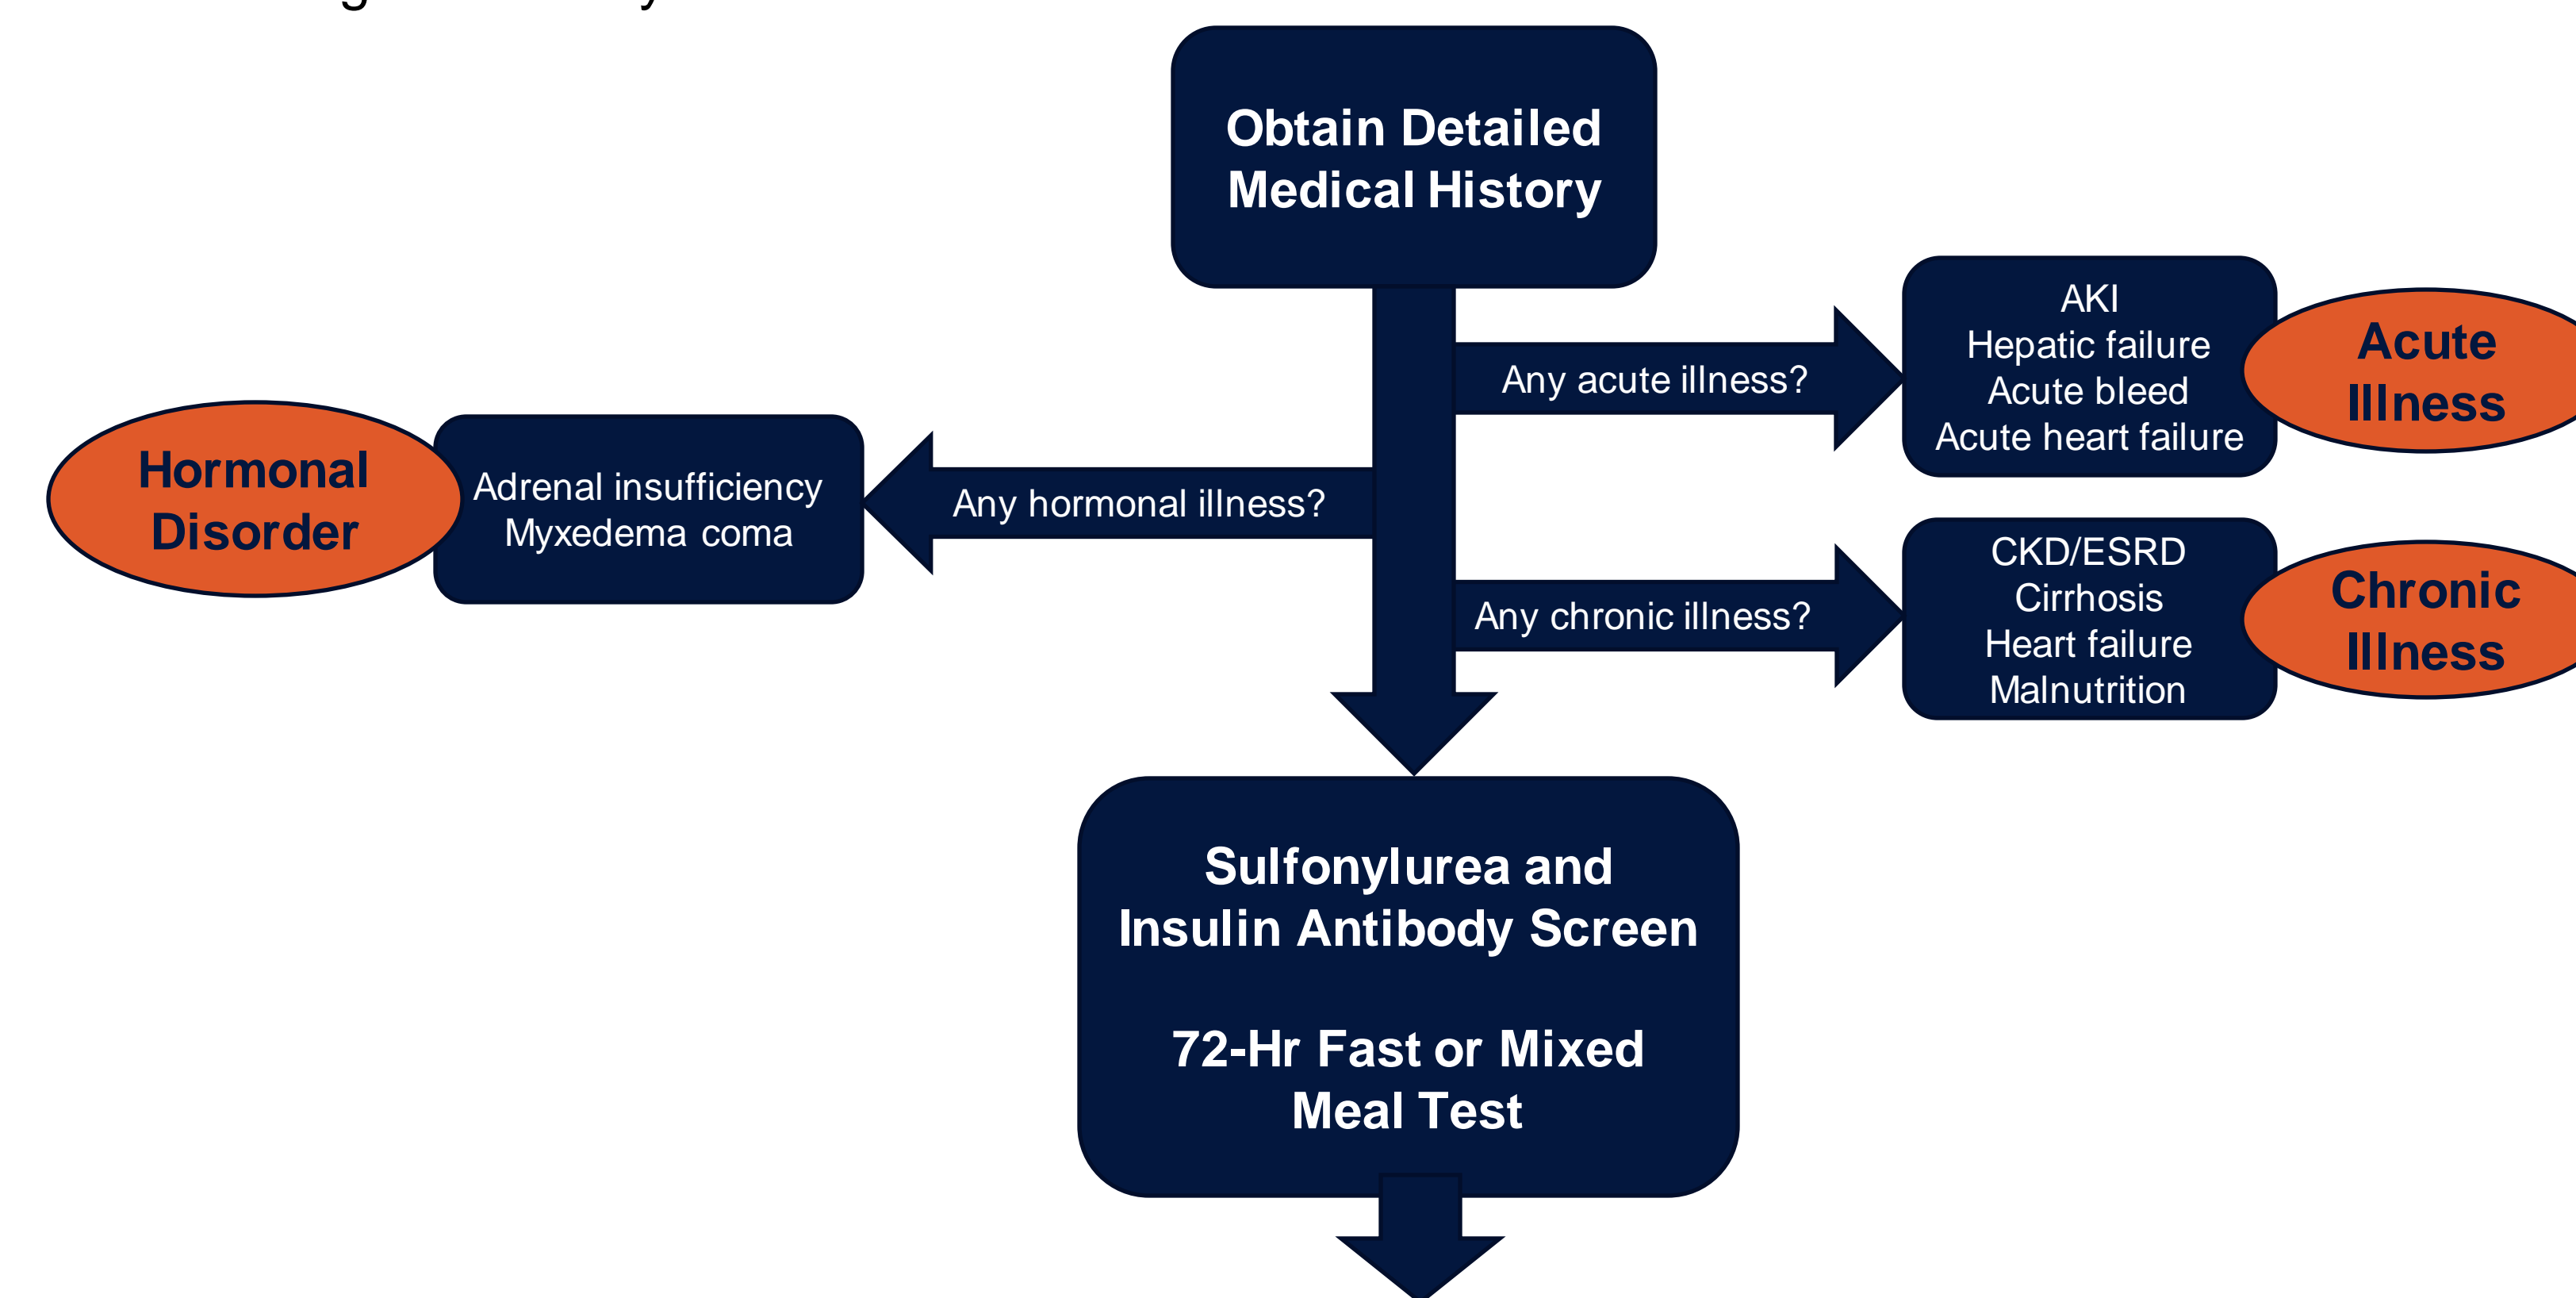 Obtain Detailed
Medical History
Any acute illness?
AKI
Hepatic failure
Acute bleed
Acute heart failure
Acute
Illness
Hormonal
Disorder
Adrenal insufficiency
Myxedema coma
Any hormonal illness?
Any chronic illness?
CKD/ESRD
Cirrhosis
Heart failure
Malnutrition
Chronic
Illness
Sulfonylurea and
Insulin Antibody Screen
72-Hr Fast or Mixed
Meal Test